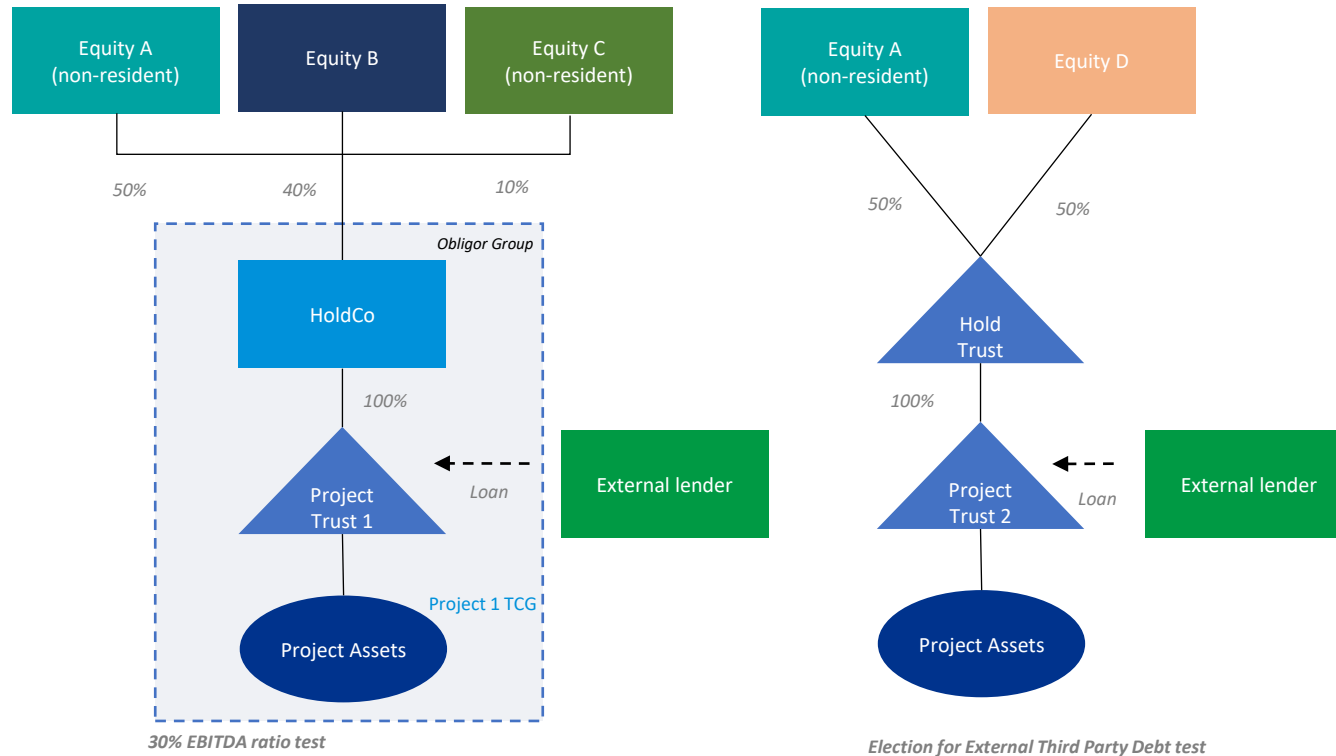 Equity A
(non-resident)
Equity B
Equity C
(non-resident)
50%
40%
10%
Obligor Group
HoldCo
100%
Project
Trust 1
Loan
External lender
Project 1 TCG
Project Assets
30% EBITDA ratio test
Equity A
(non-resident)
Equity D
50%
50%
Hold
Trust
100%
Project
Trust 2
Loan
External lender
Project Assets
Election for External Third Party Debt test